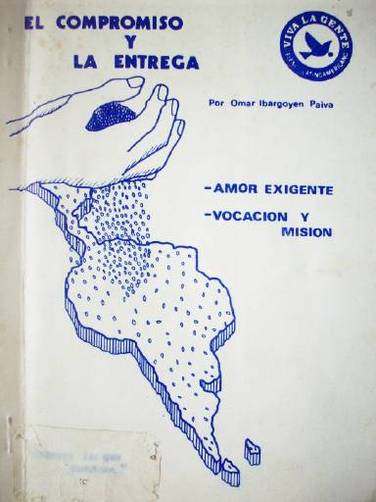 EL COMPROMISO
Y
LA ENTREGA
VIVA LA GENTE
Por Omar Ibargoyen Paiva
-AMOR EXIGENTE
-VOCACION Y
MISION